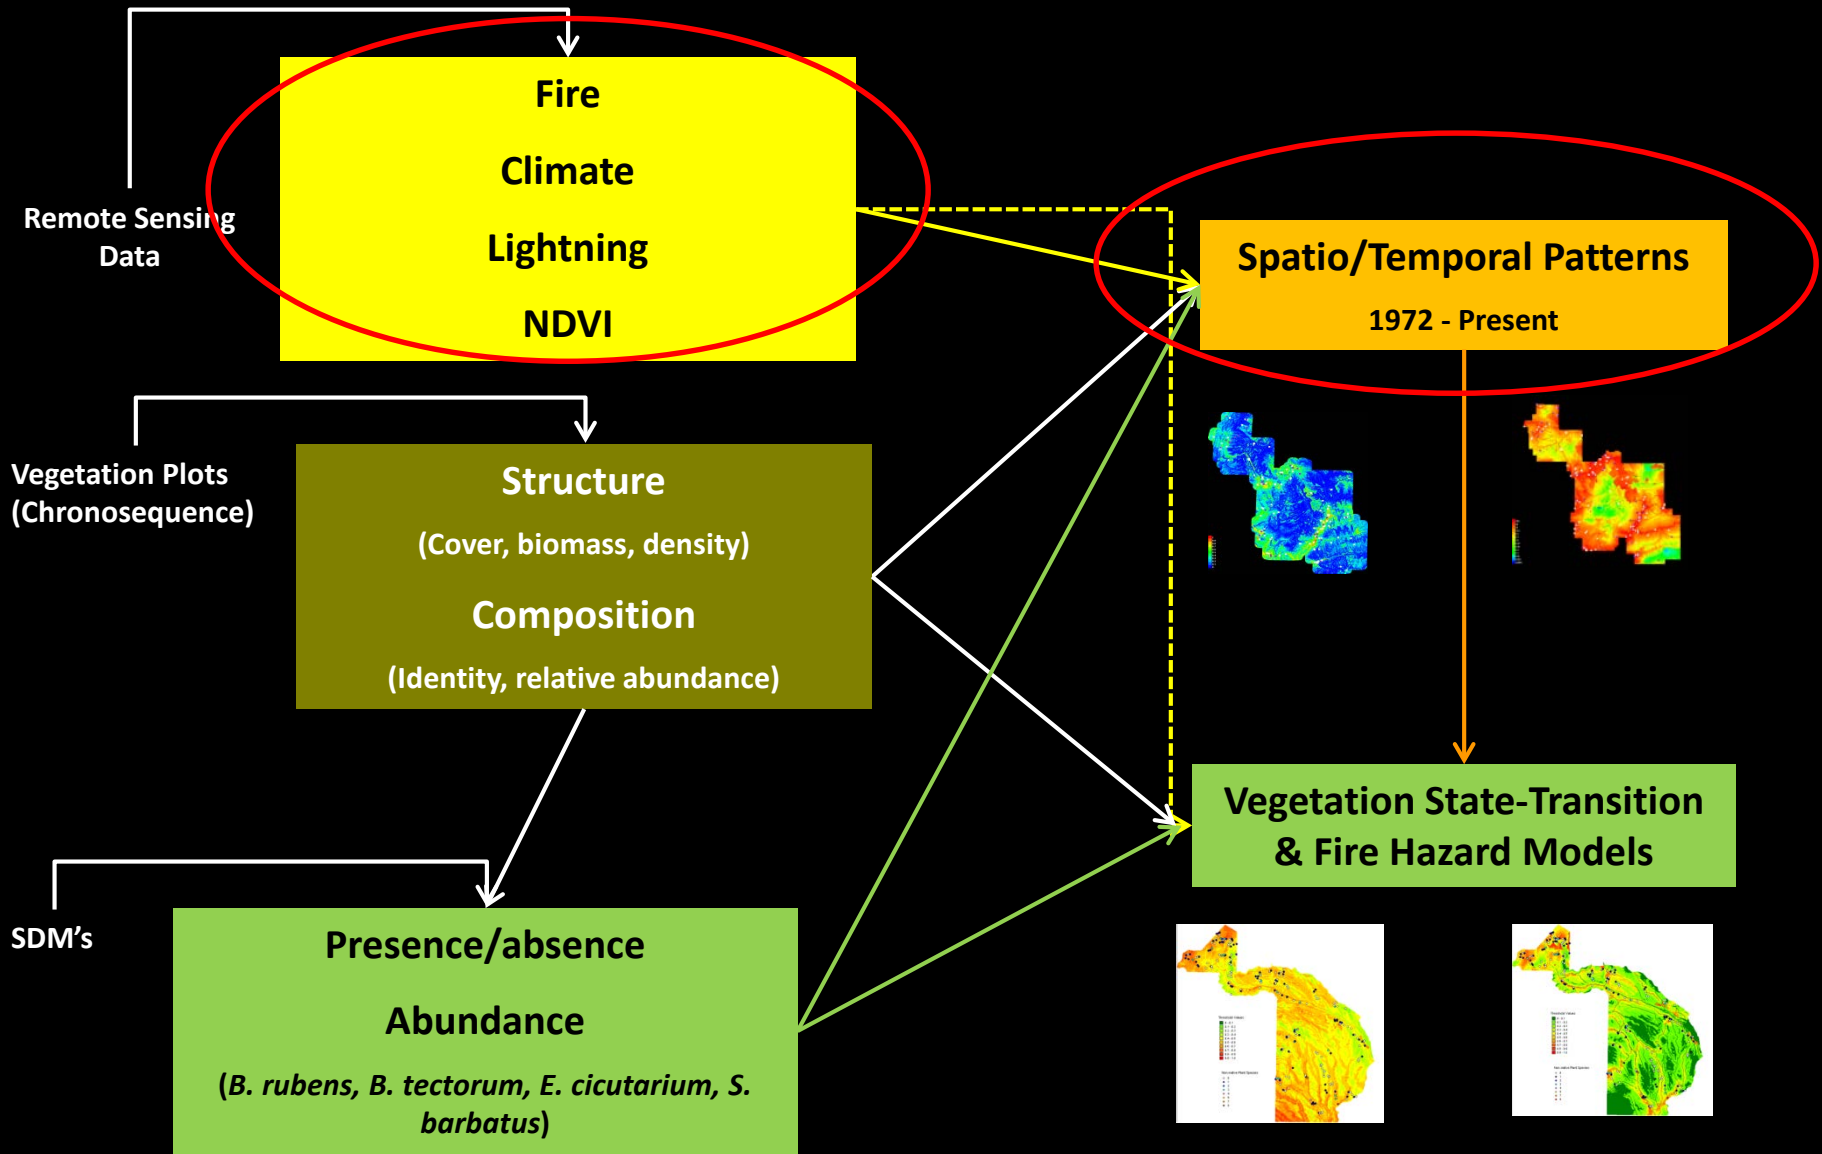 Remote Sensing
Data
Fire
Climate
Lightning
NDVI
Spatio/Temporal Patterns
1972 - Present
Vegetation Plots
(Chronosequence)
Structure
(Cover, biomass, density)
Composition
(Identity, relative abundance)
Vegetation State-Transition
& Fire Hazard Models
SDM's
Presence/absence
Abundance
(B. rubens, B. tectorum, E. cicutarium, S.
barbatus)